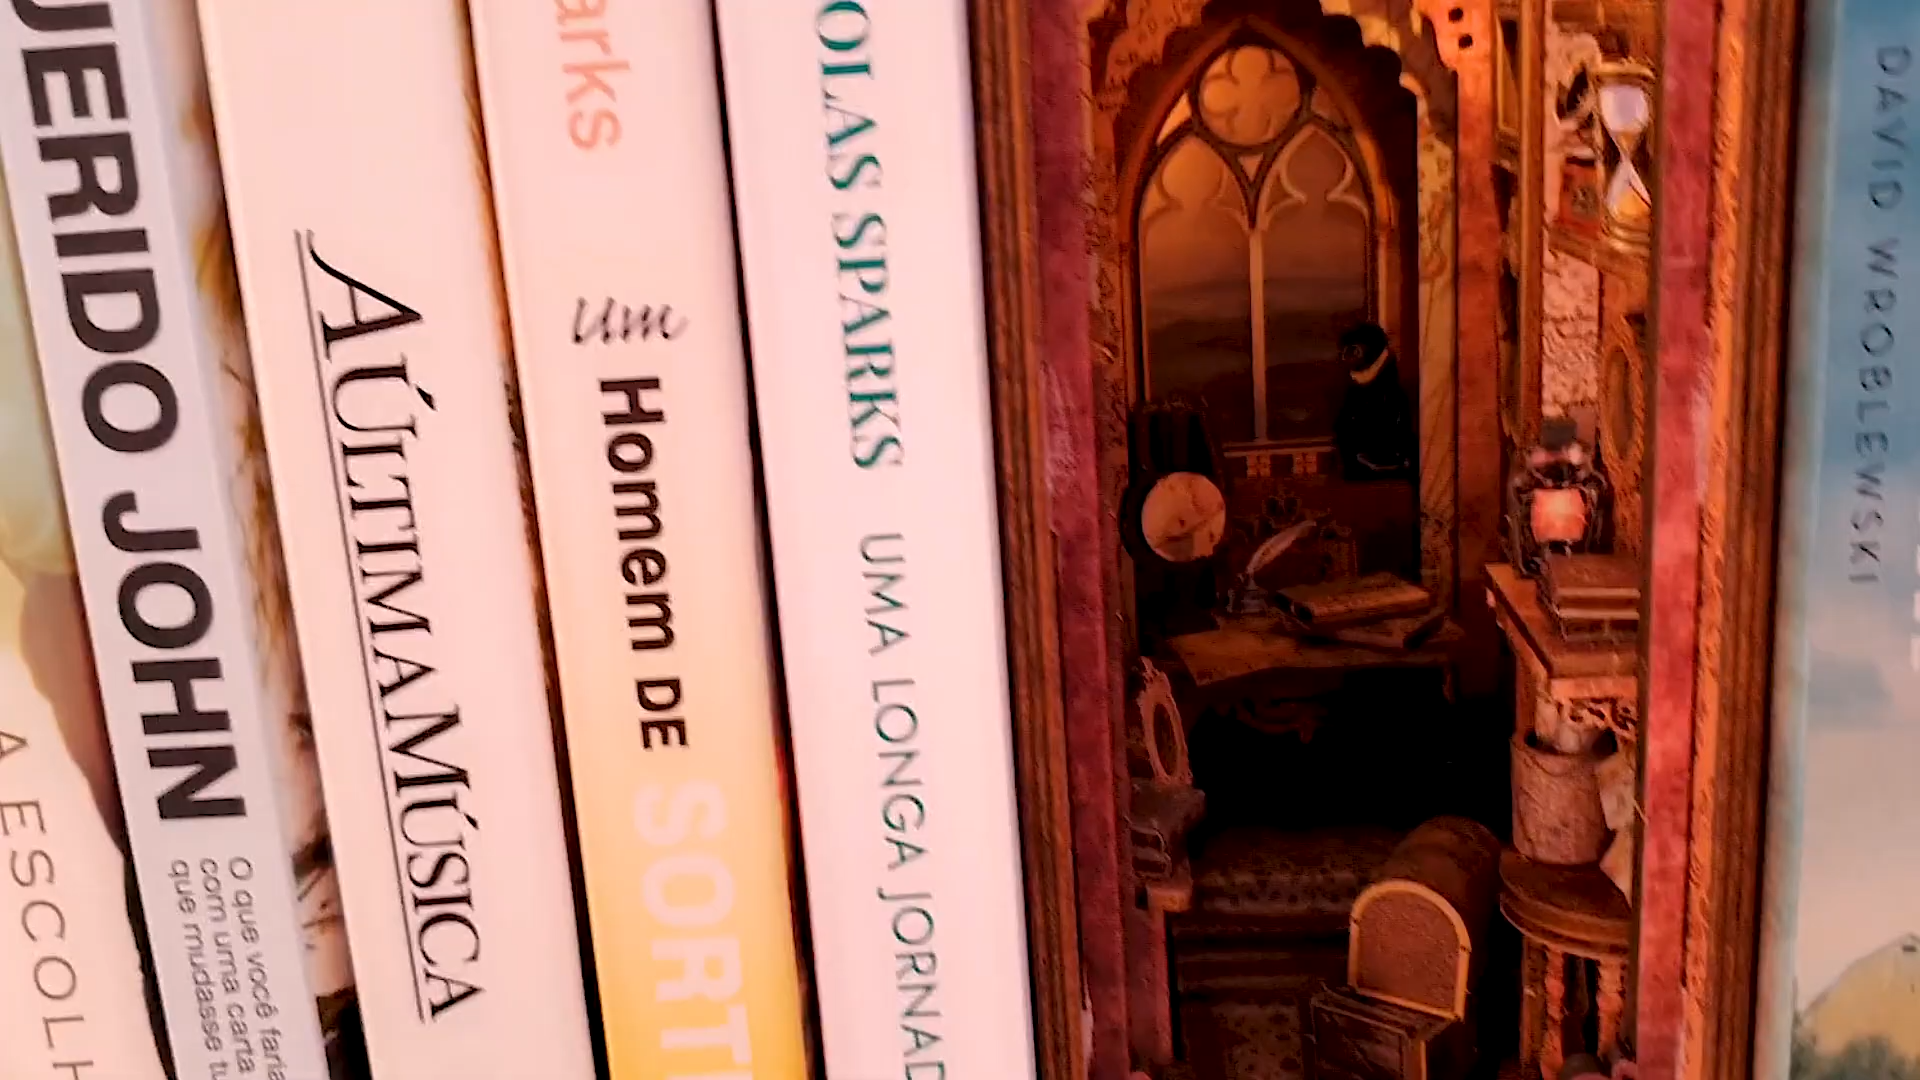 A ESCOLH
UERIDO JOHN
O que você faria
com uma carta
que mudasse tu
A ÚLTIMA MÚSICA
arks
um
Homem DE
SORT
OLAS SPARKS
UMA LONGA JORNAD
DAVID WROBLEWSKI